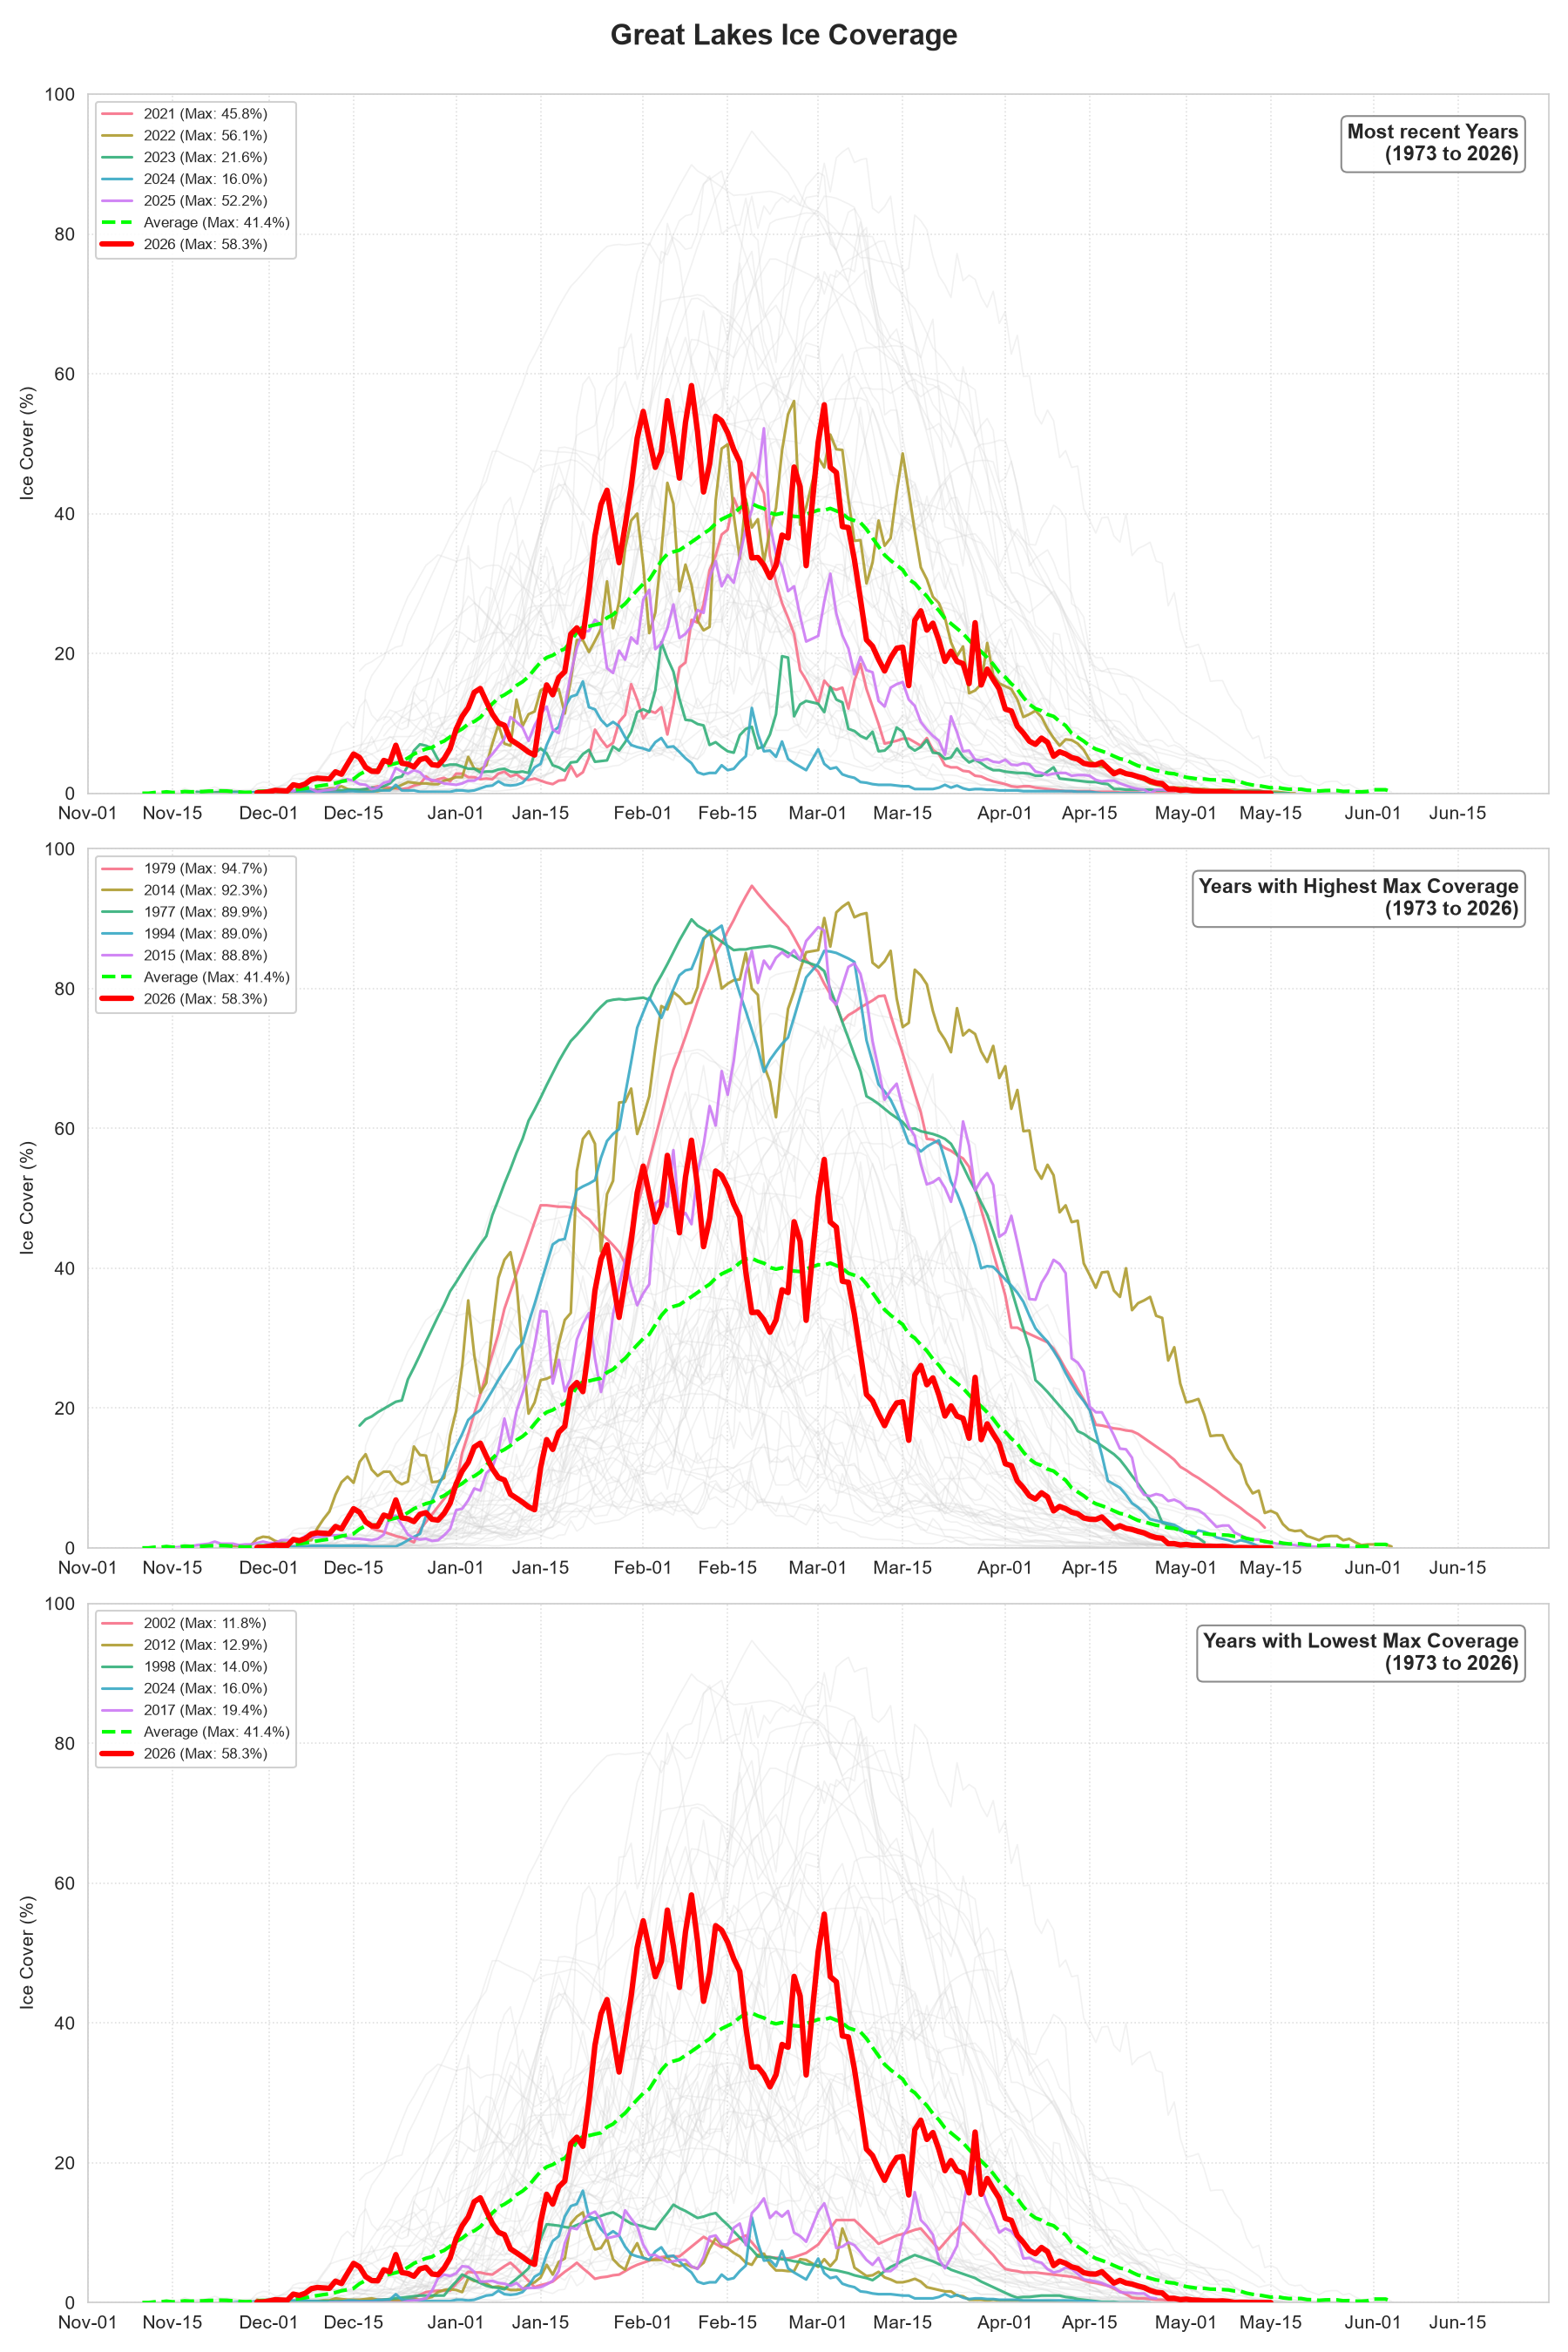 Great Lakes Ice Coverage
100
80
60
40
20
0
Ice Cover (%)
2021 (Max: 45.8%)
2022 (Max: 56.1%)
2023 (Max: 21.6%)
2024 (Max: 16.0%)
2025 (Max: 52.2%)
Average (Max: 41.4%)
2026 (Max: 58.3%)
Most recent Years
(1973 to 2026)
Nov-01 Nov-15 Dec-01 Dec-15 Jan-01 Jan-15 Feb-01 Feb-15 Mar-01 Mar-15 Apr-01 Apr-15 May-01 May-15 Jun-01 Jun-15
100
80
60
40
20
0
Ice Cover (%)
1979 (Max: 94.7%)
2014 (Max: 92.3%)
1977 (Max: 89.9%)
1994 (Max: 89.0%)
2015 (Max: 88.8%)
Average (Max: 41.4%)
2026 (Max: 58.3%)
Years with Highest Max Coverage
(1973 to 2026)
Nov-01 Nov-15 Dec-01 Dec-15 Jan-01 Jan-15 Feb-01 Feb-15 Mar-01 Mar-15 Apr-01 Apr-15 May-01 May-15 Jun-01 Jun-15
100
80
60
40
20
0
Ice Cover (%)
2002 (Max: 11.8%)
2012 (Max: 12.9%)
1998 (Max: 14.0%)
2024 (Max: 16.0%)
2017 (Max: 19.4%)
Average (Max: 41.4%)
2026 (Max: 58.3%)
Years with Lowest Max Coverage
(1973 to 2026)
Nov-01 Nov-15 Dec-01 Dec-15 Jan-01 Jan-15 Feb-01 Feb-15 Mar-01 Mar-15 Apr-01 Apr-15 May-01 May-15 Jun-01 Jun-15